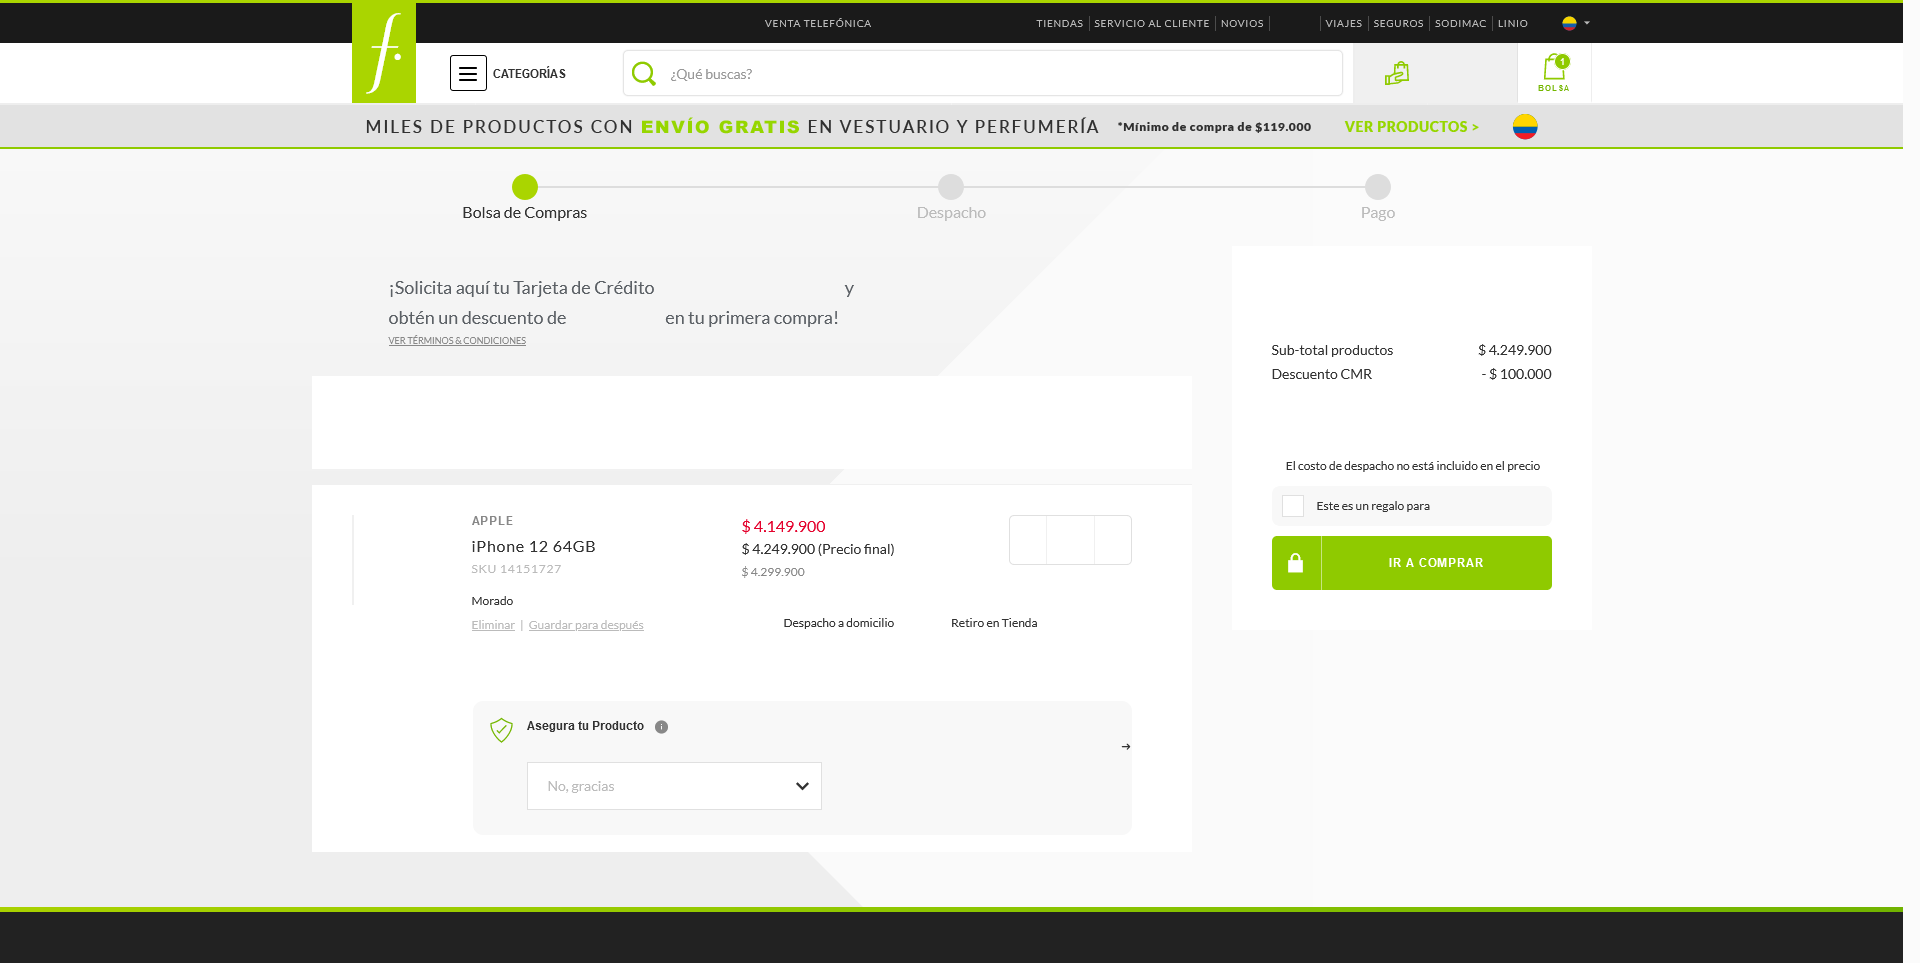 VENTA TELEFÓNICA
TIENDAS
SERVICIO AL CLIENTE
NOVIOS
VIAJES
SEGUROS
SODIMAC
LINIO
f.
CATEGORÍAS
¿Qué buscas?
1
BOLSA
MILES DE PRODUCTOS CON ENVÍO GRATIS EN VESTUARIO Y PERFUMERÍA *Mínimo de compra de $119.000 VER PRODUCTOS >
Bolsa de Compras
Despacho
Pago
¡Solicita aquí tu Tarjeta de Crédito y
obtén un descuento de en tu primera compra!
VER TÉRMINOS & CONDICIONES
Sub-total productos $ 4.249.900
Descuento CMR - $ 100.000
El costo de despacho no está incluido en el precio
Este es un regalo para
IR A COMPRAR
APPLE
iPhone 12 64GB
SKU 14151727
Morado
Eliminar | Guardar para después
$ 4.149.900
$ 4.249.900 (Precio final)
$ 4.299.900
Despacho a domicilio
Retiro en Tienda
Asegura tu Producto
No, gracias